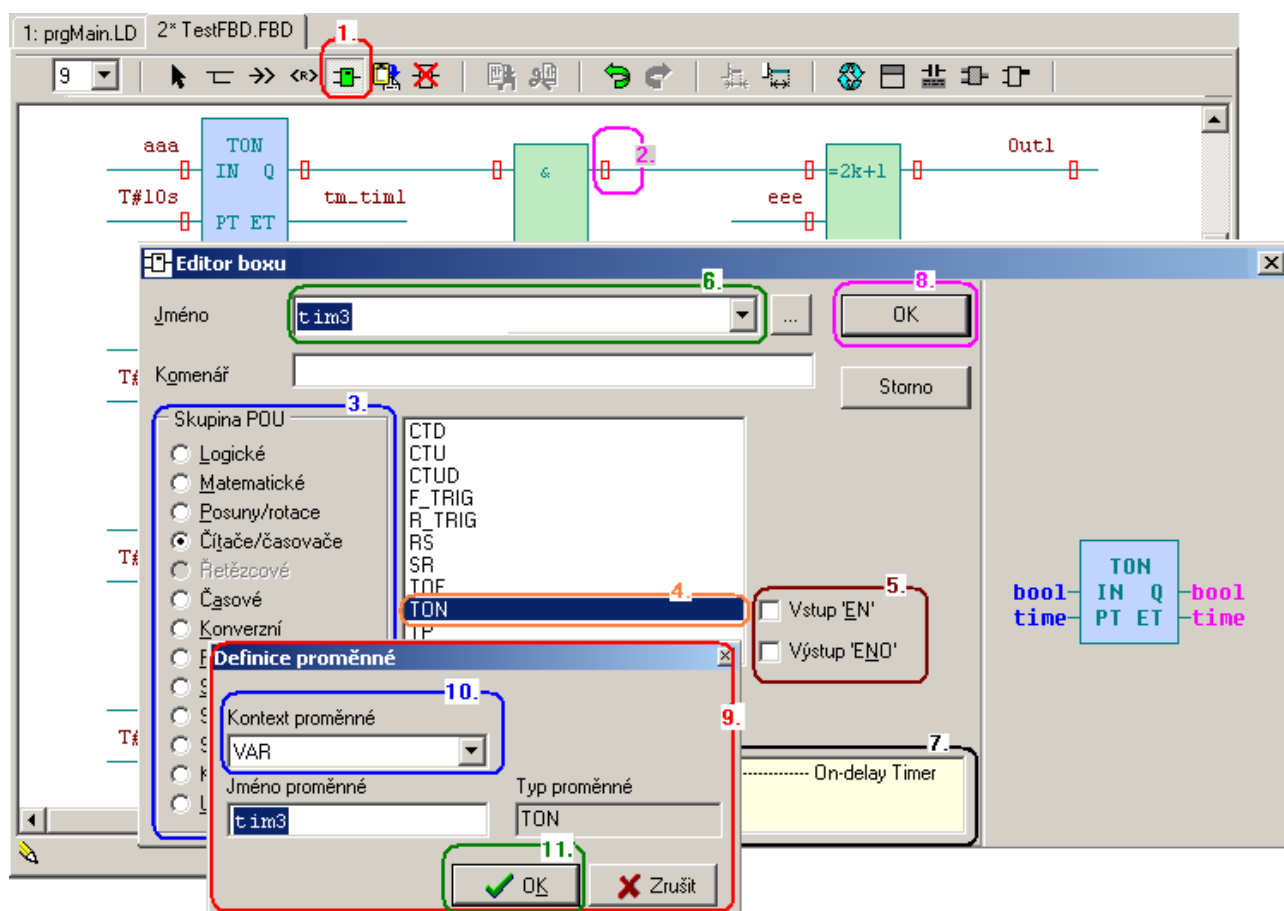 1: prgMain.LD 2* TestFBD.FBD 1.
9 <R>
aaa TON & 2. =2k+1 Out1
IN Q
T#10s tm_tim1 eee
PT ET
Editor boxu
6. 8.
Jméno tim3 ... OK
Komenář Storno
3.
Skupina POU
Logické
Matematické
Posuny/rotace
Čítače/časovače
Řetězcové
Časové
Konverzní
CTD
CTU
CTUD
F_TRIG
R_TRIG
RS
SR
TOF
TON 4.
TP
5.
Vstup 'EN'
Výstup 'ENO'
TON
bool IN Q bool
time PT ET time
7.
------------ On-delay Timer
Definice proměnné
9.
10.
Kontext proměnné
VAR
Jméno proměnné Typ proměnné
tim3 TON
11.
OK Zrušit